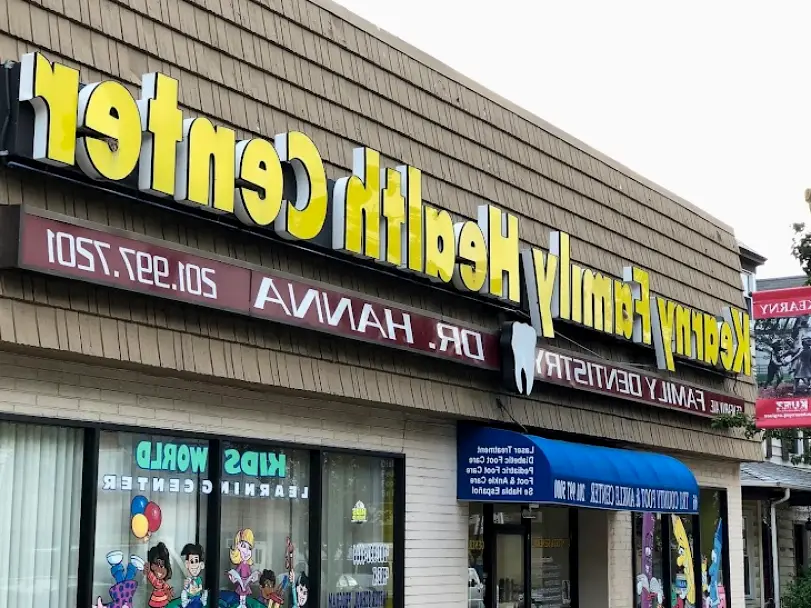 Kearny Family Health Center
FAMILY DENTISTRY DR. HANNA 201.997.7201
KEARNY
Laser Treatment
Diabetic Foot Care
Pediatric Foot Care
Foot & Ankle Care
Se Habla Español
TRI COUNTY FOOT & ANKLE CENTER
KIDS WORLD
LEARNING CENTER